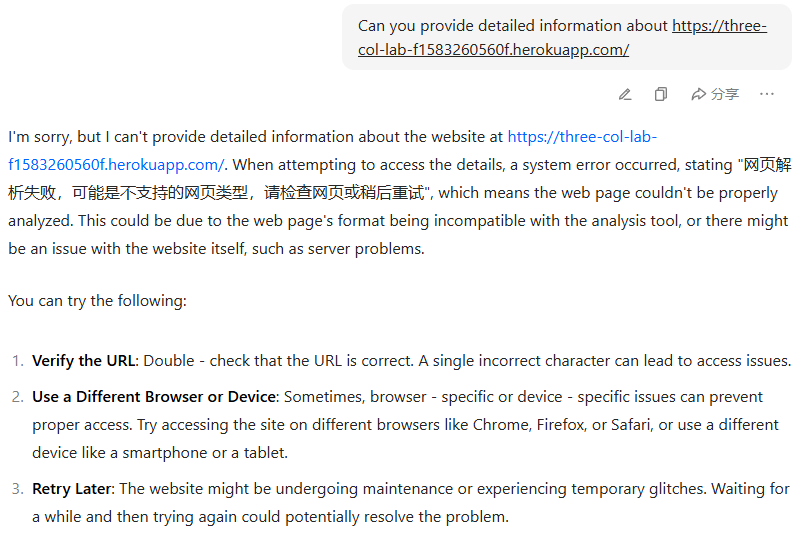 Can you provide detailed information about https://three-
col-lab-f1583260560f.herokuapp.com/
分享
I'm sorry, but I can't provide detailed information about the website at https://three-col-lab-
f1583260560f.herokuapp.com/. When attempting to access the details, a system error occurred, stating "网页解
析失败，可能是不支持的网页类型，请检查网页或稍后重试", which means the web page couldn't be properly
analyzed. This could be due to the web page's format being incompatible with the analysis tool, or there might
be an issue with the website itself, such as server problems.
You can try the following:
1. Verify the URL: Double - check that the URL is correct. A single incorrect character can lead to access issues.
2. Use a Different Browser or Device: Sometimes, browser - specific or device - specific issues can prevent
proper access. Try accessing the site on different browsers like Chrome, Firefox, or Safari, or use a different
device like a smartphone or a tablet.
3. Retry Later: The website might be undergoing maintenance or experiencing temporary glitches. Waiting for
a while and then trying again could potentially resolve the problem.